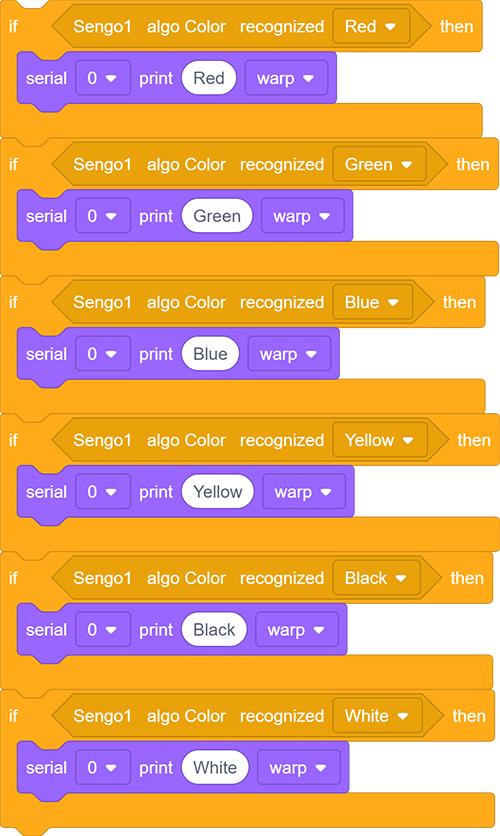 if Sengo1 algo Color recognized Red then
serial 0 print Red warp
if Sengo1 algo Color recognized Green then
serial 0 print Green warp
if Sengo1 algo Color recognized Blue then
serial 0 print Blue warp
if Sengo1 algo Color recognized Yellow then
serial 0 print Yellow warp
if Sengo1 algo Color recognized Black then
serial 0 print Black warp
if Sengo1 algo Color recognized White then
serial 0 print White warp